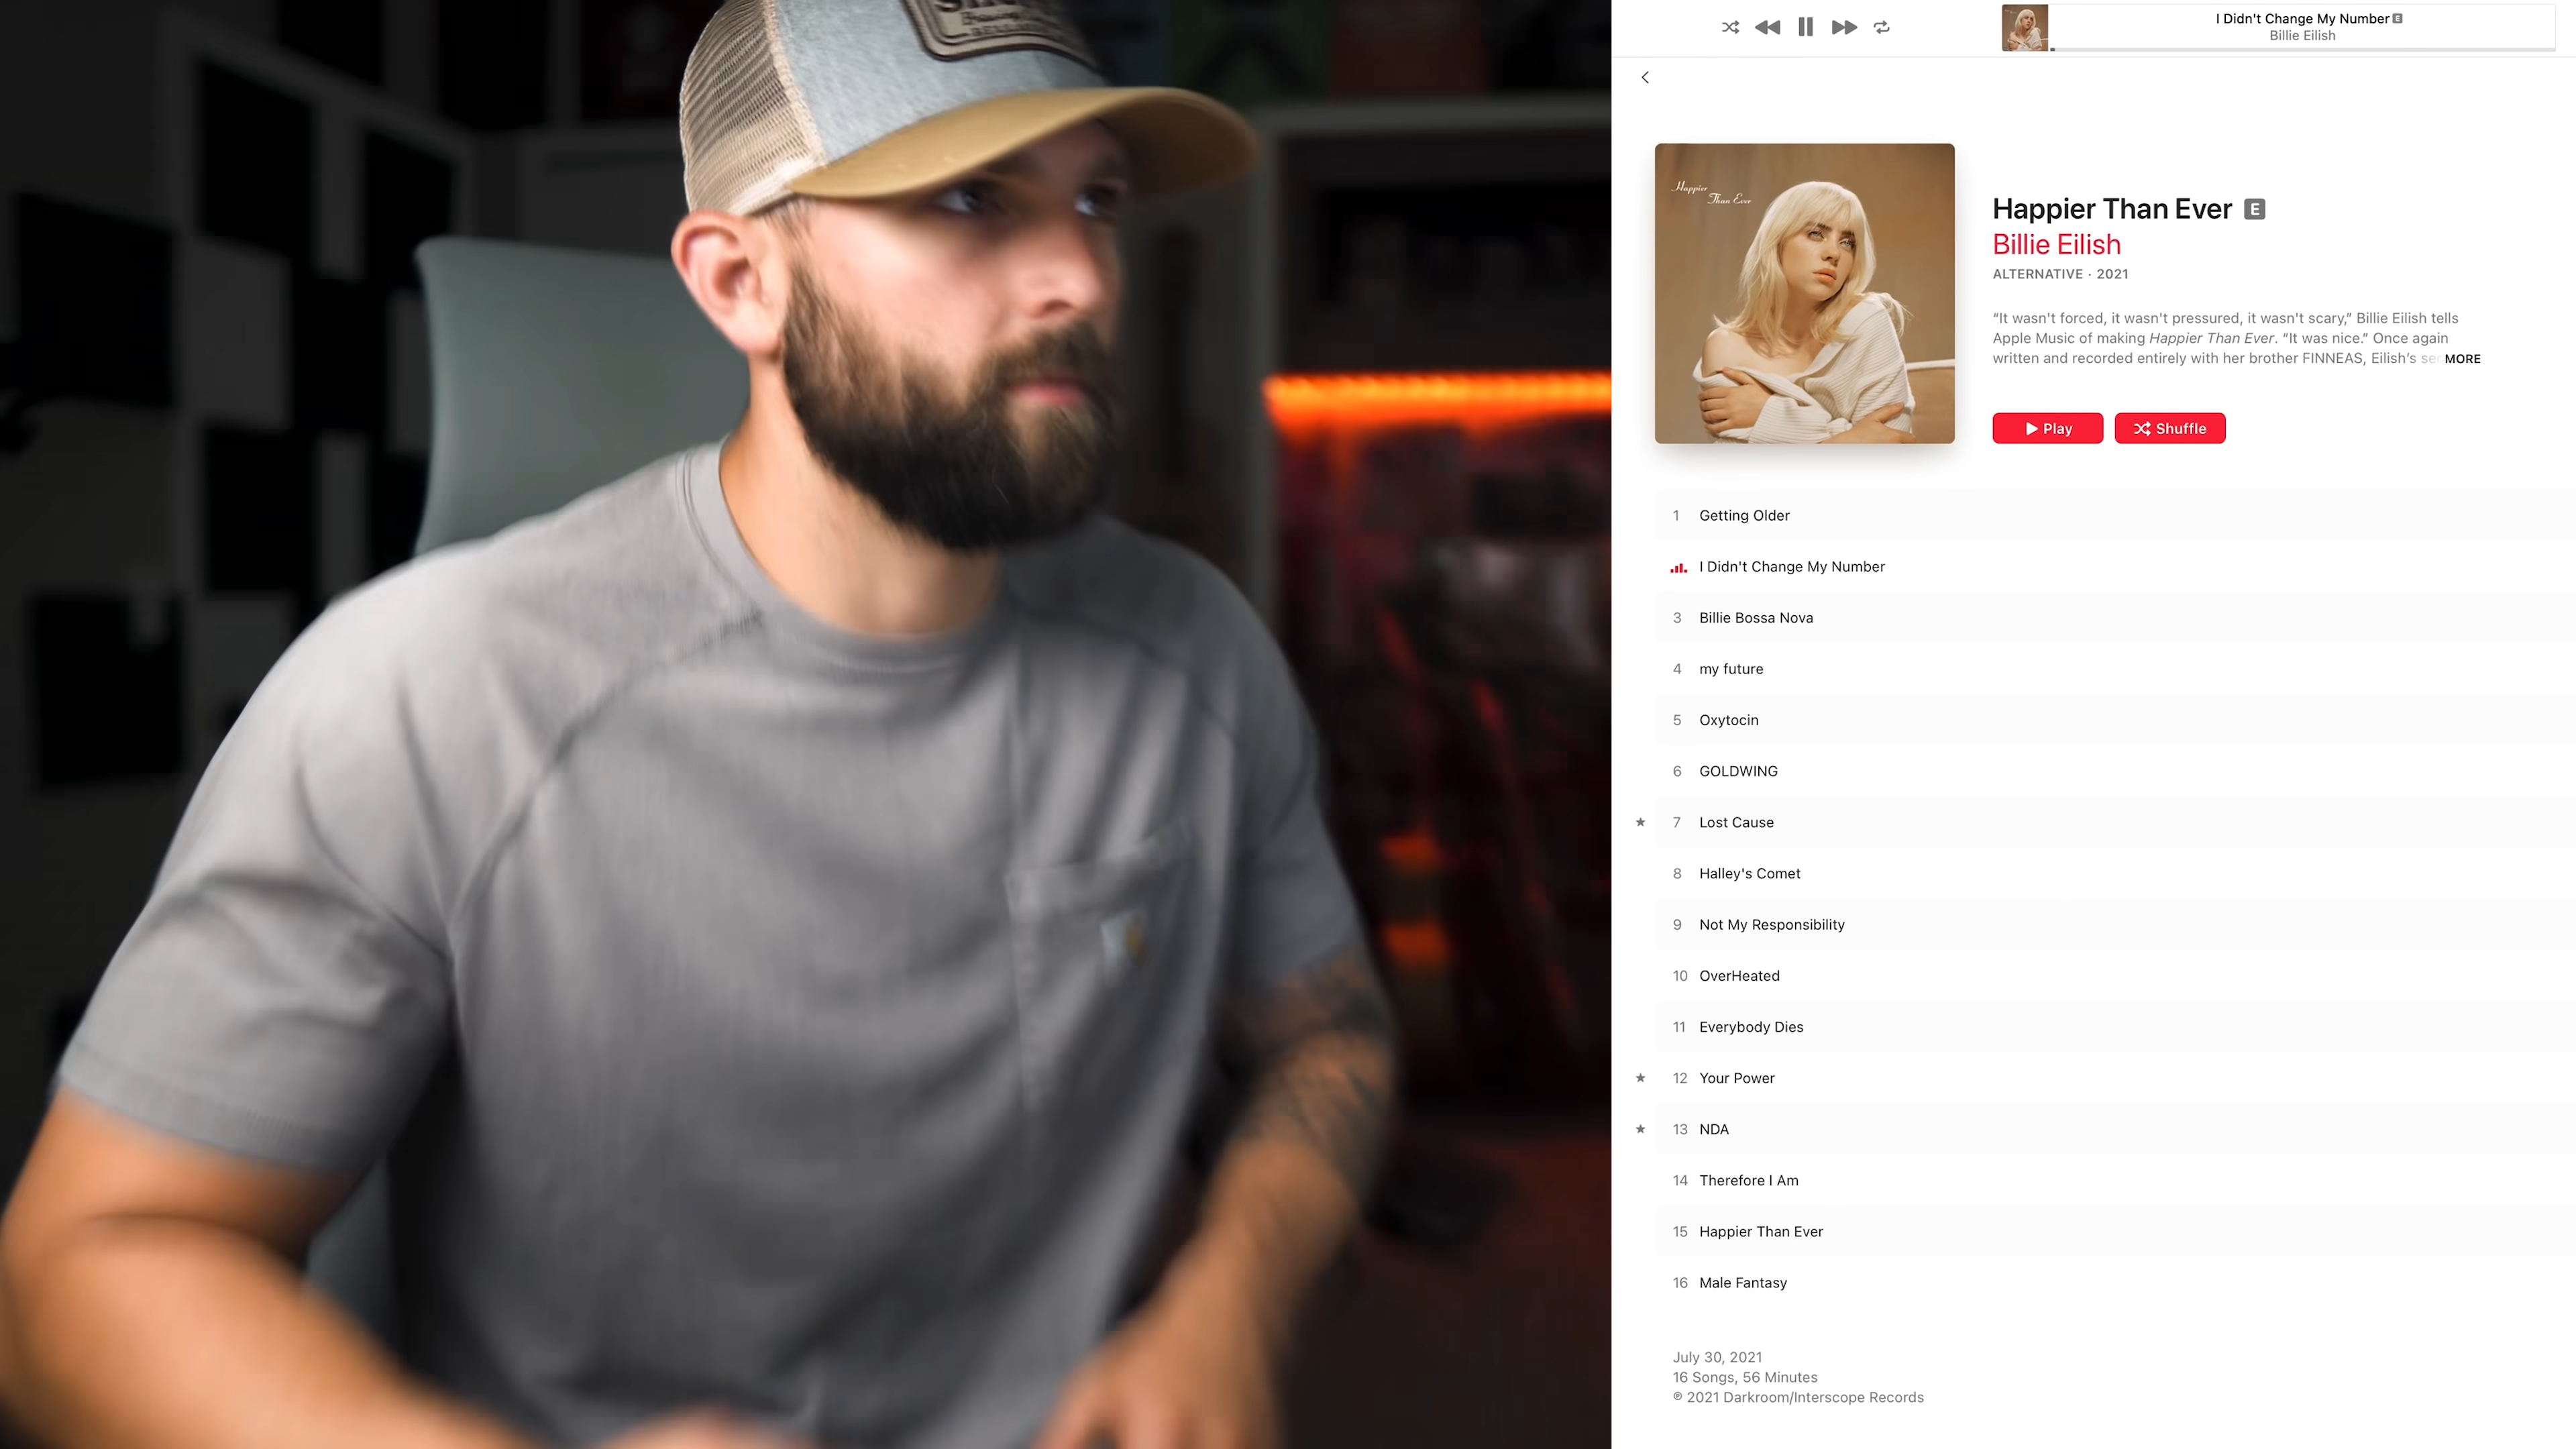 I Didn't Change My Number E
Billie Eilish
Happier
Than Ever
Happier Than Ever E
Billie Eilish
ALTERNATIVE · 2021
“It wasn't forced, it wasn't pressured, it wasn't scary,” Billie Eilish tells
Apple Music of making Happier Than Ever. “It was nice.” Once again
written and recorded entirely with her brother FINNEAS, Eilish’s MORE
Play
Shuffle
1 Getting Older
I Didn't Change My Number
3 Billie Bossa Nova
4 my future
5 Oxytocin
6 GOLDWING
★ 7 Lost Cause
8 Halley's Comet
9 Not My Responsibility
10 OverHeated
11 Everybody Dies
★ 12 Your Power
★ 13 NDA
14 Therefore I Am
15 Happier Than Ever
16 Male Fantasy
July 30, 2021
16 Songs, 56 Minutes
℗ 2021 Darkroom/Interscope Records